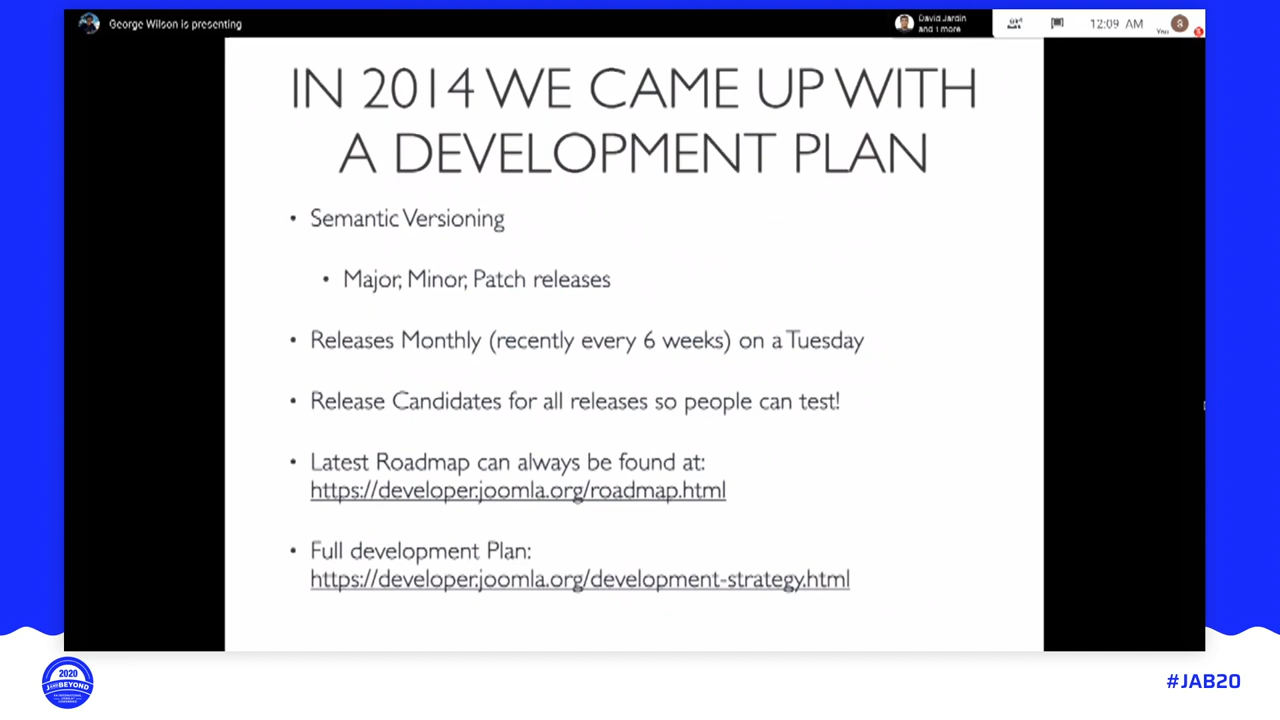 George Wilson is presenting
David Jardin
and 1 more
12:09 AM
You
S
IN 2014 WE CAME UP WITH
A DEVELOPMENT PLAN
• Semantic Versioning
• Major, Minor, Patch releases
• Releases Monthly (recently every 6 weeks) on a Tuesday
• Release Candidates for all releases so people can test!
• Latest Roadmap can always be found at:
https://developer.joomla.org/roadmap.html
• Full development Plan:
https://developer.joomla.org/development-strategy.html
2020
J AND BEYOND
#JAB20